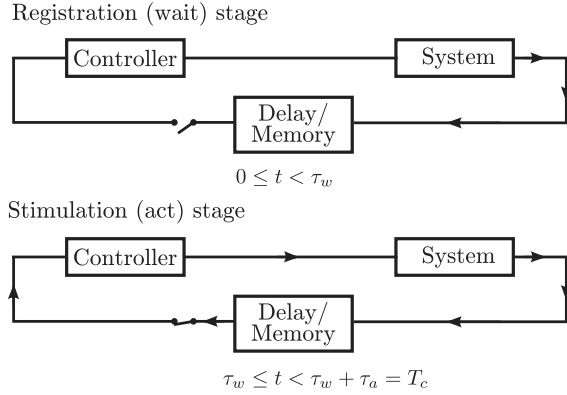 Registration (wait) stage
Controller
System
Delay/
Memory
0 ≤ t < τ_w
Stimulation (act) stage
Controller
System
Delay/
Memory
τ_w ≤ t < τ_w + τ_a = T_c